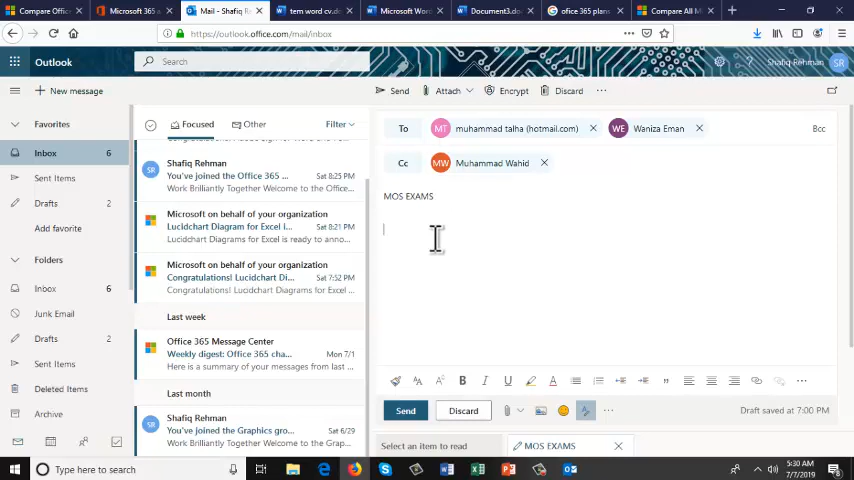 Compare Office
Microsoft 365 a
Mail - Shafiq Re
tem word cv.do
Microsoft Wor
Document3.do
ofice 365 plans
Compare All M
https://outlook.office.com/mail/inbox
Outlook
Search
Shafiq Rehman
SR
New message
Send
Attach
Encrypt
Discard
Favorites
Inbox 6
Sent Items
Drafts 2
Add favorite
Folders
Inbox 6
Junk Email
Drafts 2
Sent Items
Deleted Items
Archive
Focused
Other
Filter
SR
Shafiq Rehman
You've joined the Office 365 ... Sat 8:25 PM
Work Brilliantly Together Welcome to the Office...
Microsoft on behalf of your organization
Lucidchart Diagram for Excel i... Sat 8:21 PM
Lucidchart Diagrams for Excel is ready to anno...
Microsoft on behalf of your organization
Congratulations! Lucidchart Di... Sat 7:52 PM
Congratulations! Lucidchart Diagrams for Excel ...
Last week
Office 365 Message Center
Weekly digest: Office 365 cha... Mon 7/1
Here is a summary of your messages from last ...
Last month
SR
Shafiq Rehman
You've joined the Graphics gro... Sat 6/29
Work Brilliantly Together Welcome to the Grap...
To
MT
muhammad talha (hotmail.com)
WE
Waniza Eman
Bcc
Cc
MW
Muhammad Wahid
MOS EXAMS
Send
Discard
Draft saved at 7:00 PM
Select an item to read
MOS EXAMS
Type here to search
5:30 AM
7/7/2019